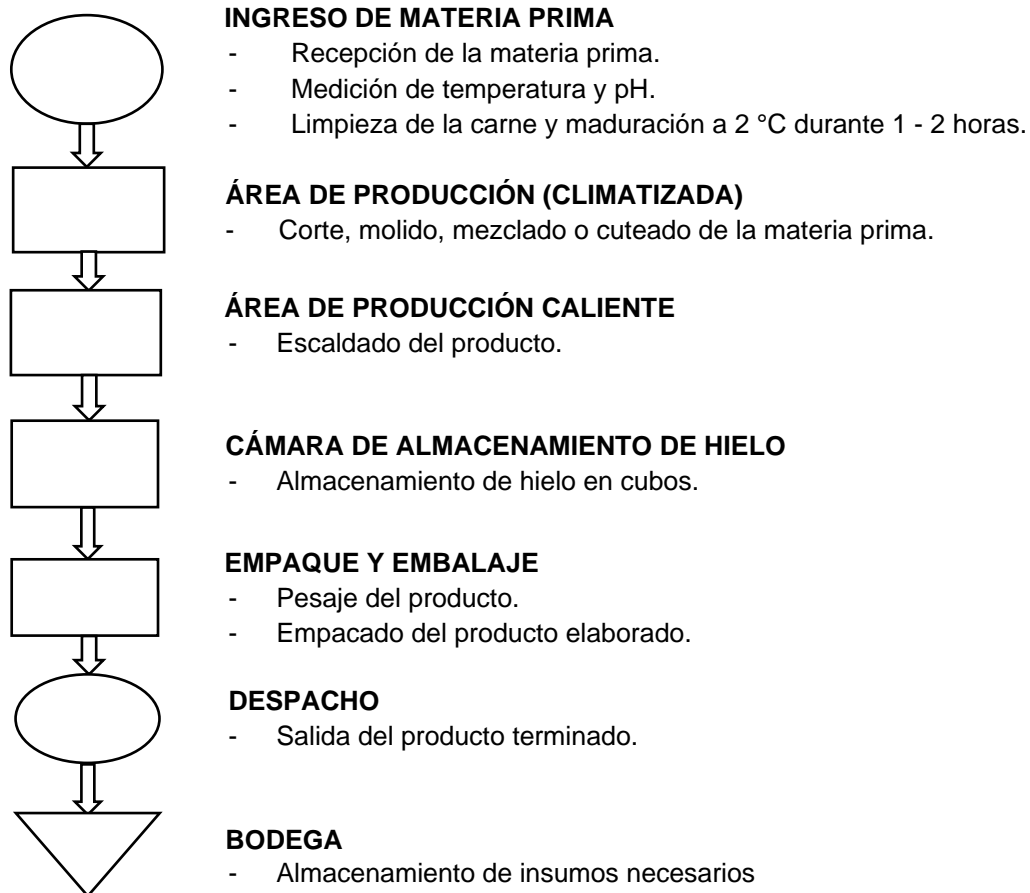 INGRESO DE MATERIA PRIMA
- Recepción de la materia prima.
- Medición de temperatura y pH.
- Limpieza de la carne y maduración a 2 °C durante 1 - 2 horas.
ÁREA DE PRODUCCIÓN (CLIMATIZADA)
- Corte, molido, mezclado o cuteado de la materia prima.
ÁREA DE PRODUCCIÓN CALIENTE
- Escaldado del producto.
CÁMARA DE ALMACENAMIENTO DE HIELO
- Almacenamiento de hielo en cubos.
EMPAQUE Y EMBALAJE
- Pesaje del producto.
- Empacado del producto elaborado.
DESPACHO
- Salida del producto terminado.
BODEGA
- Almacenamiento de insumos necesarios